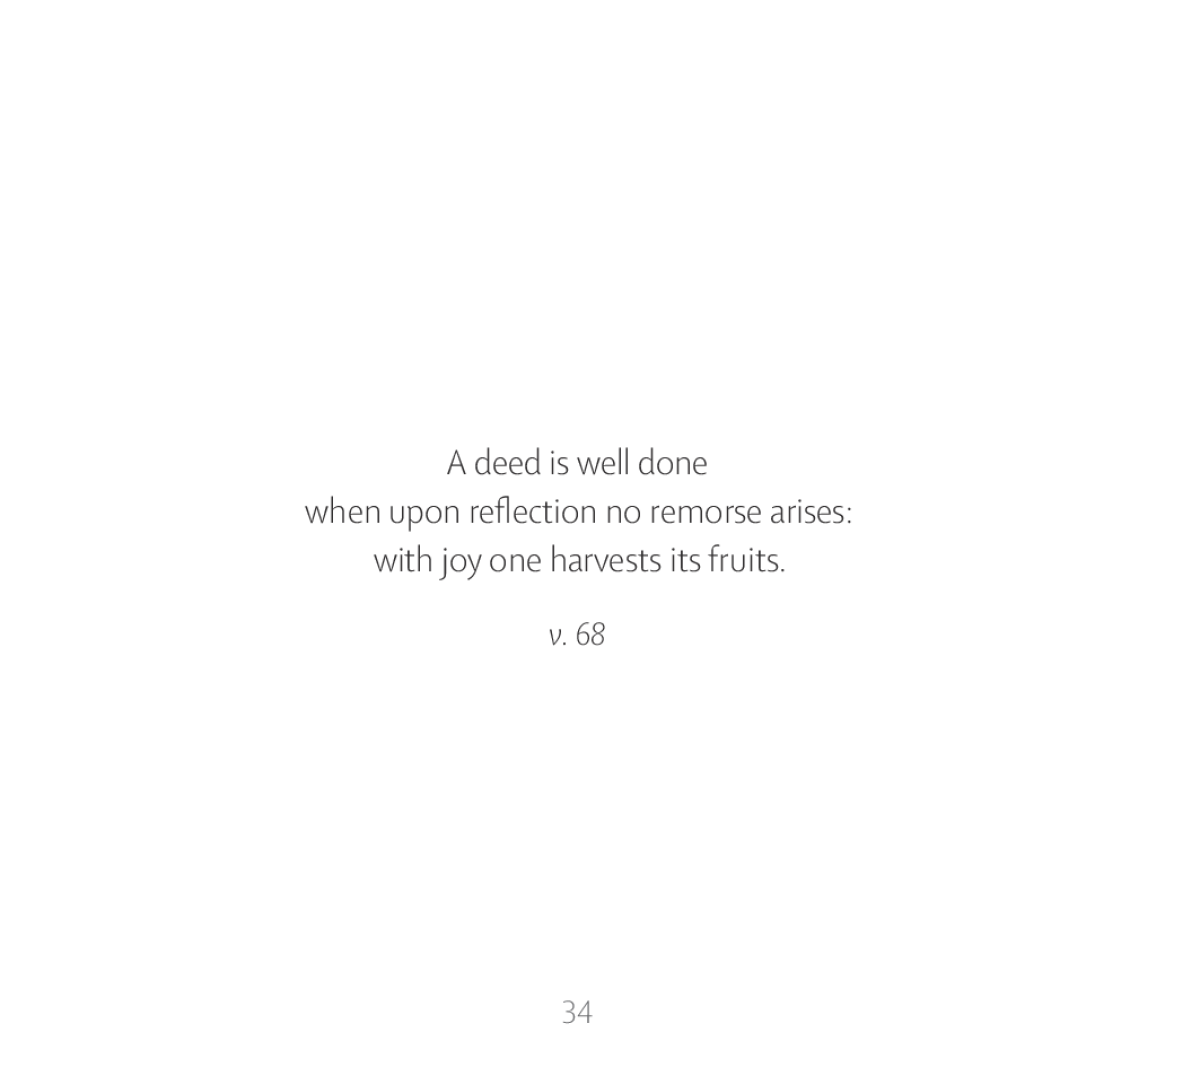 A deed is well done
when upon reflection no remorse arises:
with joy one harvests its fruits.
v. 68
34